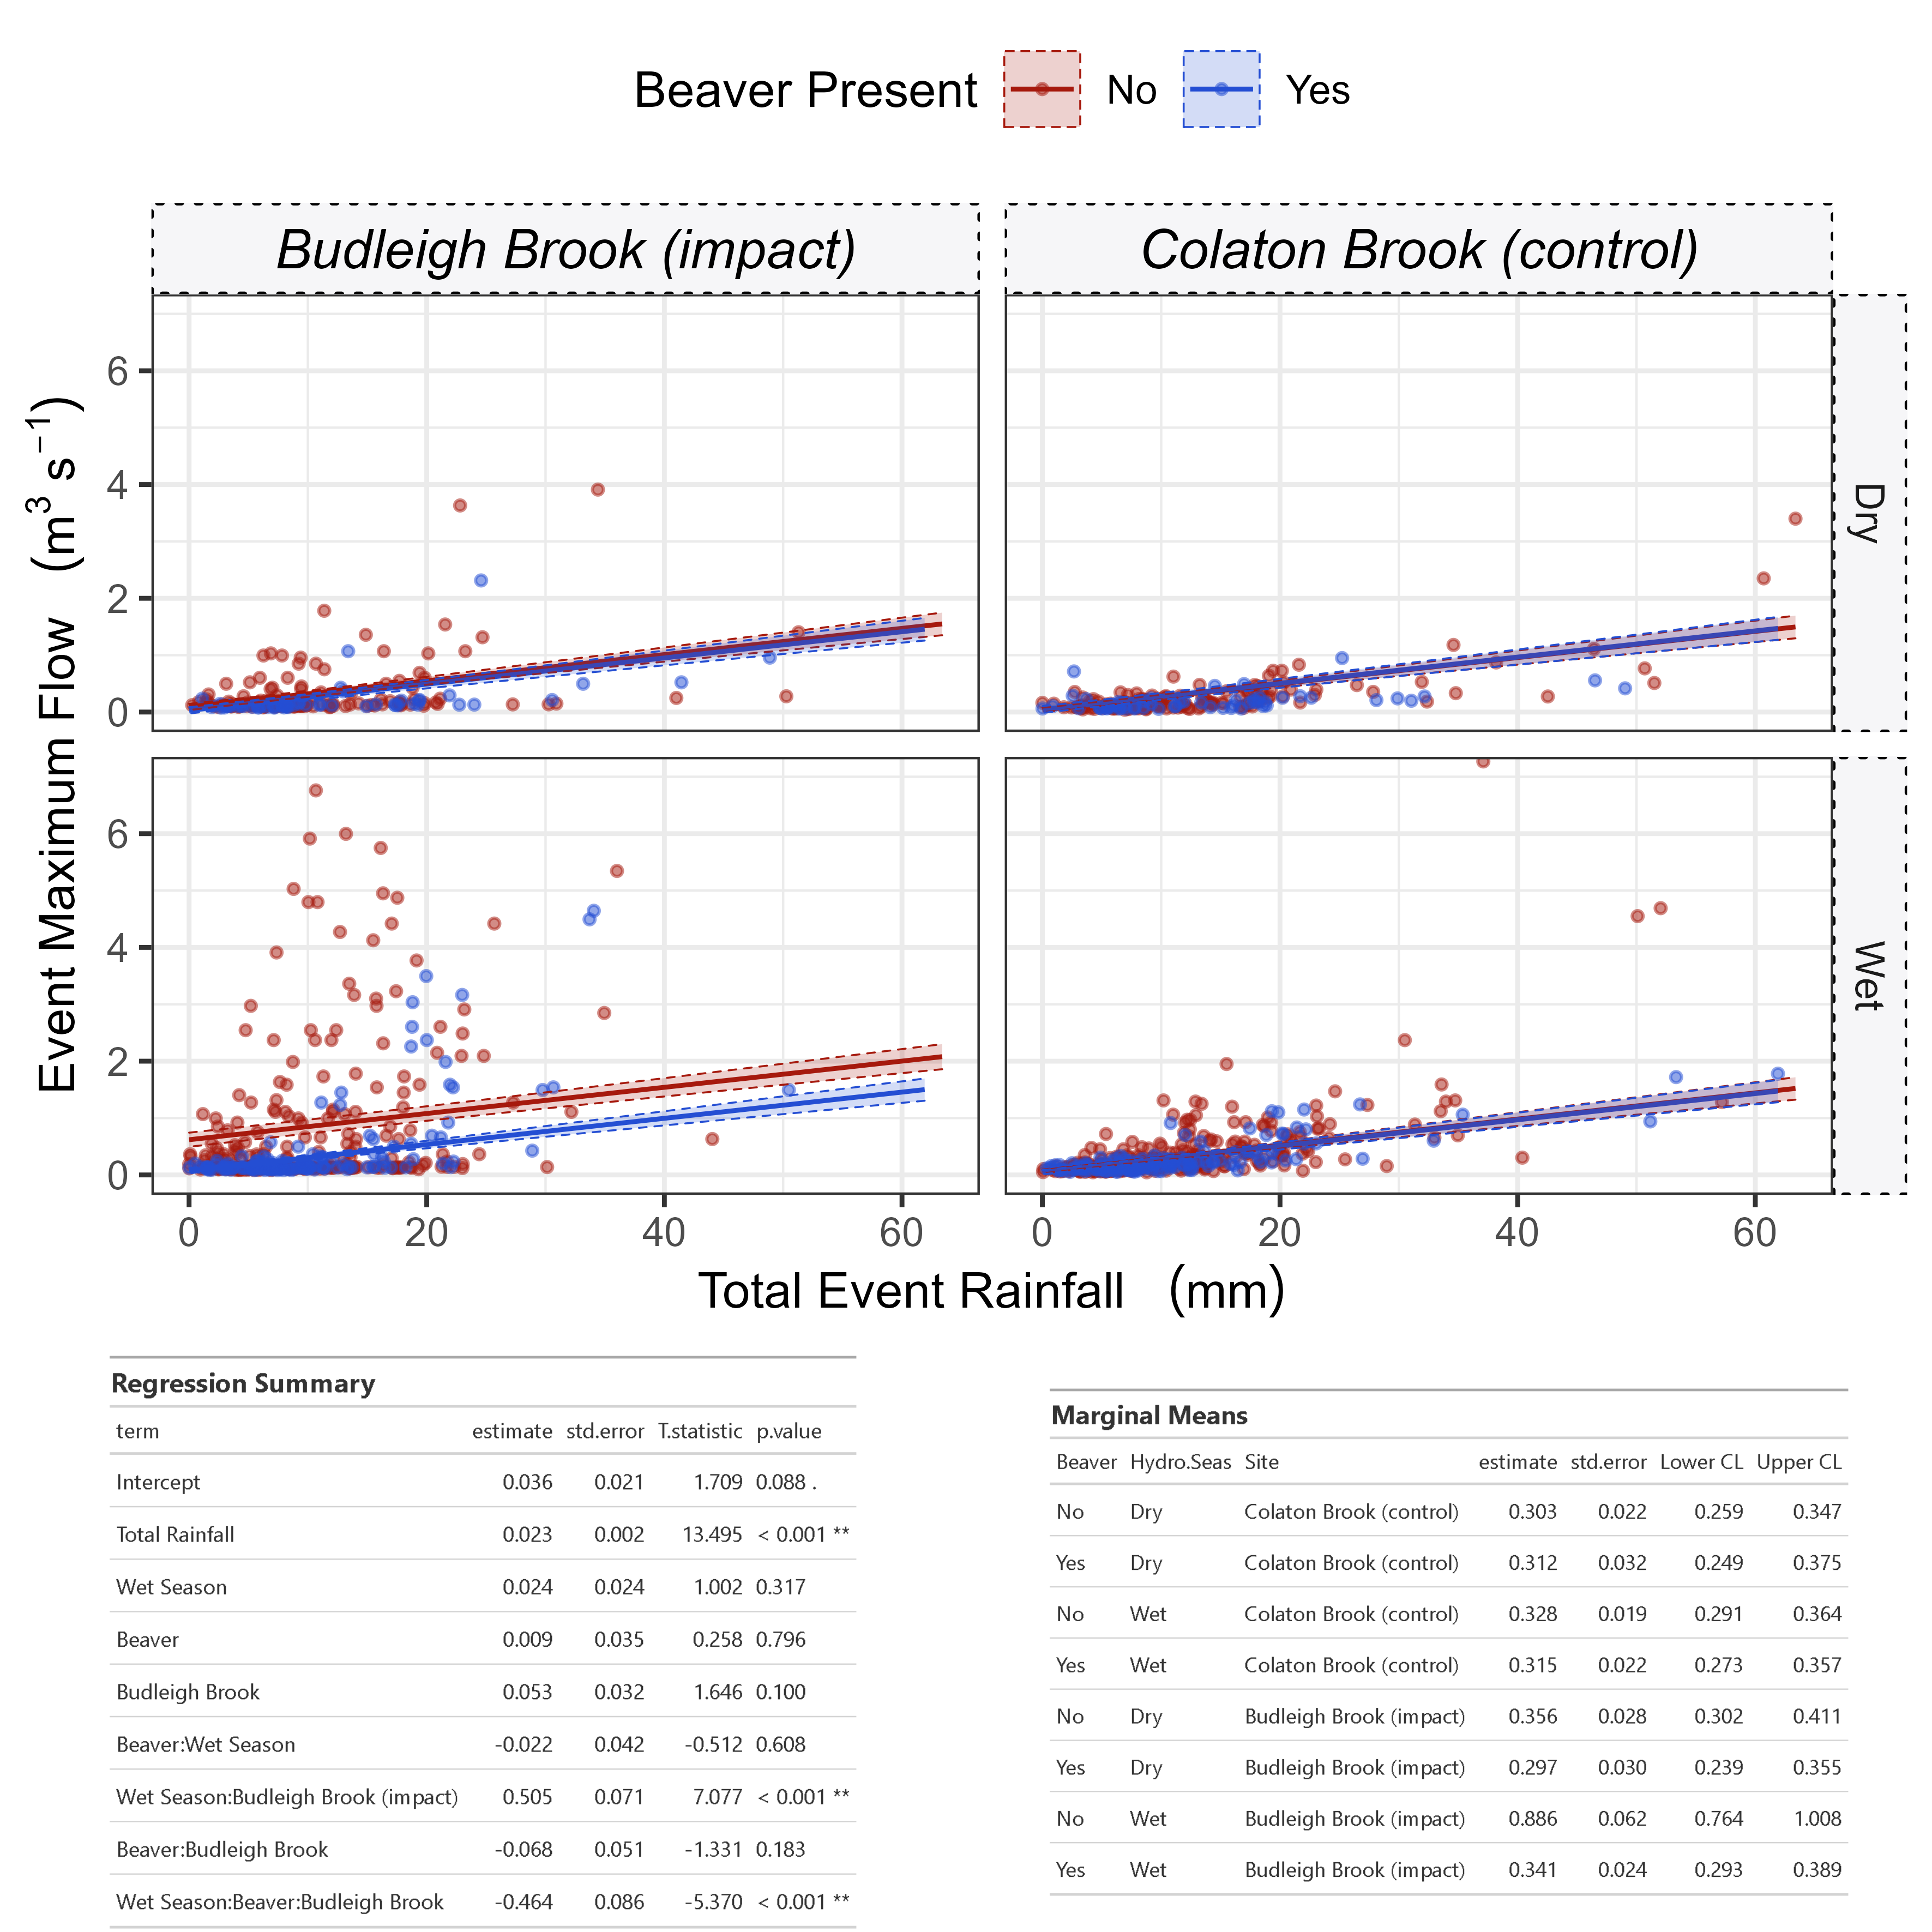 Beaver Present No Yes
Budleigh Brook (impact) Colaton Brook (control)
Event Maximum Flow (m³ s⁻¹)
6
4
2
0
Dry
6
4
2
0
Wet
0 20 40 60 0 20 40 60
Total Event Rainfall (mm)
Regression Summary
term estimate std.error T.statistic p.value
Intercept 0.036 0.021 1.709 0.088 .
Total Rainfall 0.023 0.002 13.495 < 0.001 **
Wet Season 0.024 0.024 1.002 0.317
Beaver 0.009 0.035 0.258 0.796
Budleigh Brook 0.053 0.032 1.646 0.100
Beaver:Wet Season -0.022 0.042 -0.512 0.608
Wet Season:Budleigh Brook (impact) 0.505 0.071 7.077 < 0.001 **
Beaver:Budleigh Brook -0.068 0.051 -1.331 0.183
Wet Season:Beaver:Budleigh Brook -0.464 0.086 -5.370 < 0.001 **
Marginal Means
Beaver Hydro.Seas Site estimate std.error Lower CL Upper CL
No Dry Colaton Brook (control) 0.303 0.022 0.259 0.347
Yes Dry Colaton Brook (control) 0.312 0.032 0.249 0.375
No Wet Colaton Brook (control) 0.328 0.019 0.291 0.364
Yes Wet Colaton Brook (control) 0.315 0.022 0.273 0.357
No Dry Budleigh Brook (impact) 0.356 0.028 0.302 0.411
Yes Dry Budleigh Brook (impact) 0.297 0.030 0.239 0.355
No Wet Budleigh Brook (impact) 0.886 0.062 0.764 1.008
Yes Wet Budleigh Brook (impact) 0.341 0.024 0.293 0.389